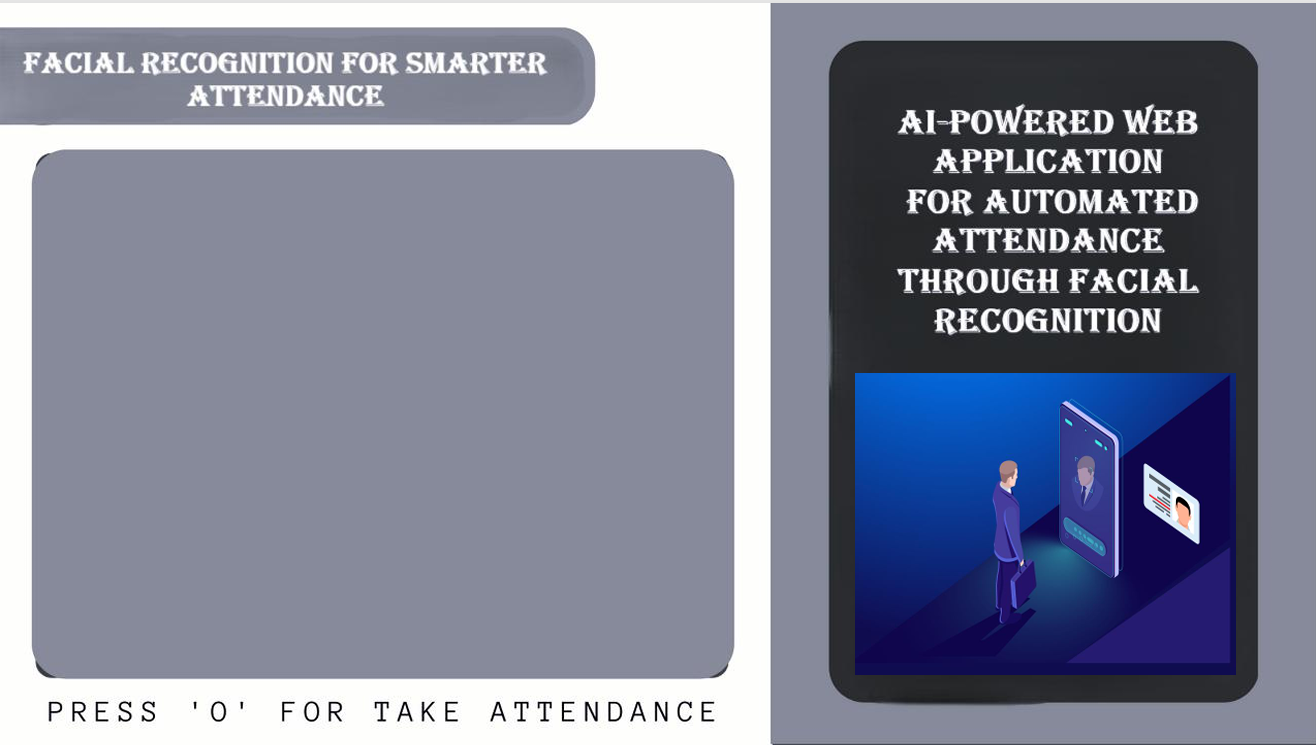 FACIAL RECOGNITION FOR SMARTER
ATTENDANCE
PRESS 'O' FOR TAKE ATTENDANCE
AI-POWERED WEB
APPLICATION
FOR AUTOMATED
ATTENDANCE
THROUGH FACIAL
RECOGNITION